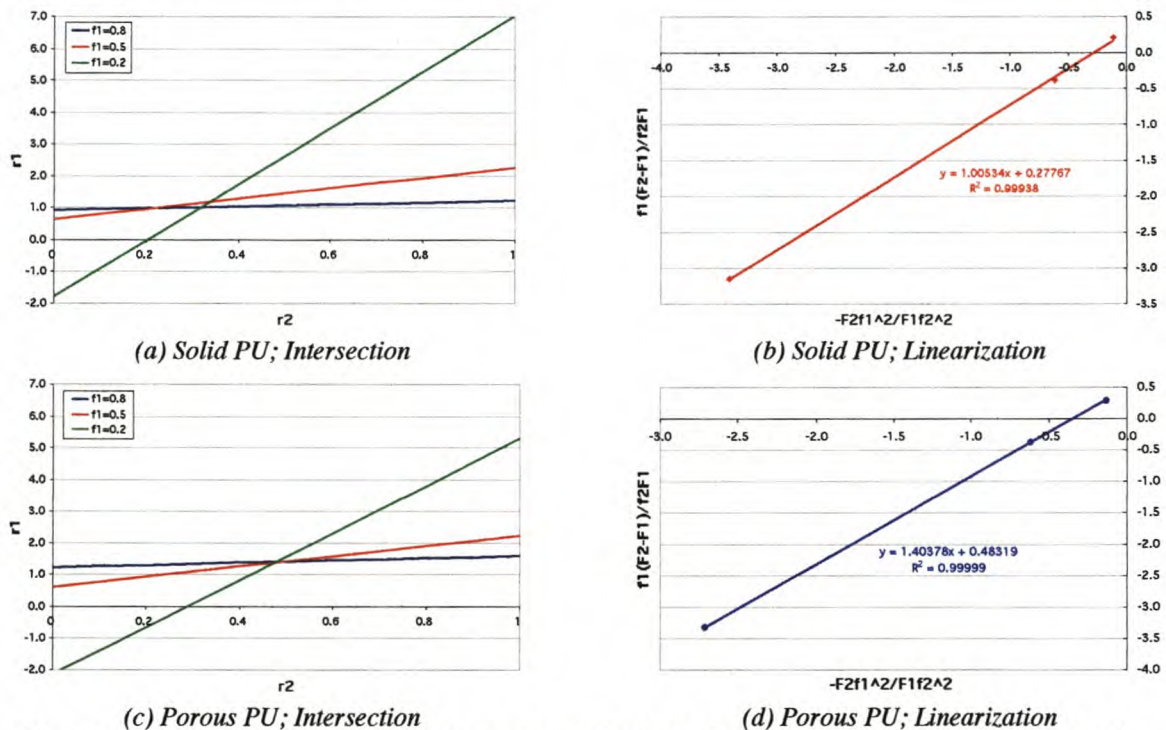 7.0
6.0
5.0
4.0
3.0
2.0
1.0
0.0
-1.0
-2.0
f1=0.8
f1=0.5
f1=0.2
0.2
0.4
0.6
0.8
1
r1
r2
(a) Solid PU; Intersection
0.5
0.0
-0.5
-1.0
-1.5
-2.0
-2.5
-3.0
-3.5
-4.0 -3.5 -3.0 -2.5 -2.0 -1.5 -1.0 -0.5 0.0
f1(F2-F1)/f2F1
y = 1.00534x + 0.27767
R² = 0.99938
-F2f1^2/F1f2^2
(b) Solid PU; Linearization
7.0
6.0
5.0
4.0
3.0
2.0
1.0
0.0
-1.0
-2.0
f1=0.8
f1=0.5
f1=0.2
0.2
0.4
0.6
0.8
1
r1
r2
(c) Porous PU; Intersection
0.5
0.0
-0.5
-1.0
-1.5
-2.0
-2.5
-3.0
-3.5
-4.0
-3.0 -2.5 -2.0 -1.5 -1.0 -0.5 0.0
f1(F2-F1)/f2F1
y = 1.40378x + 0.48319
R² = 0.99999
-F2f1^2/F1f2^2
(d) Porous PU; Linearization